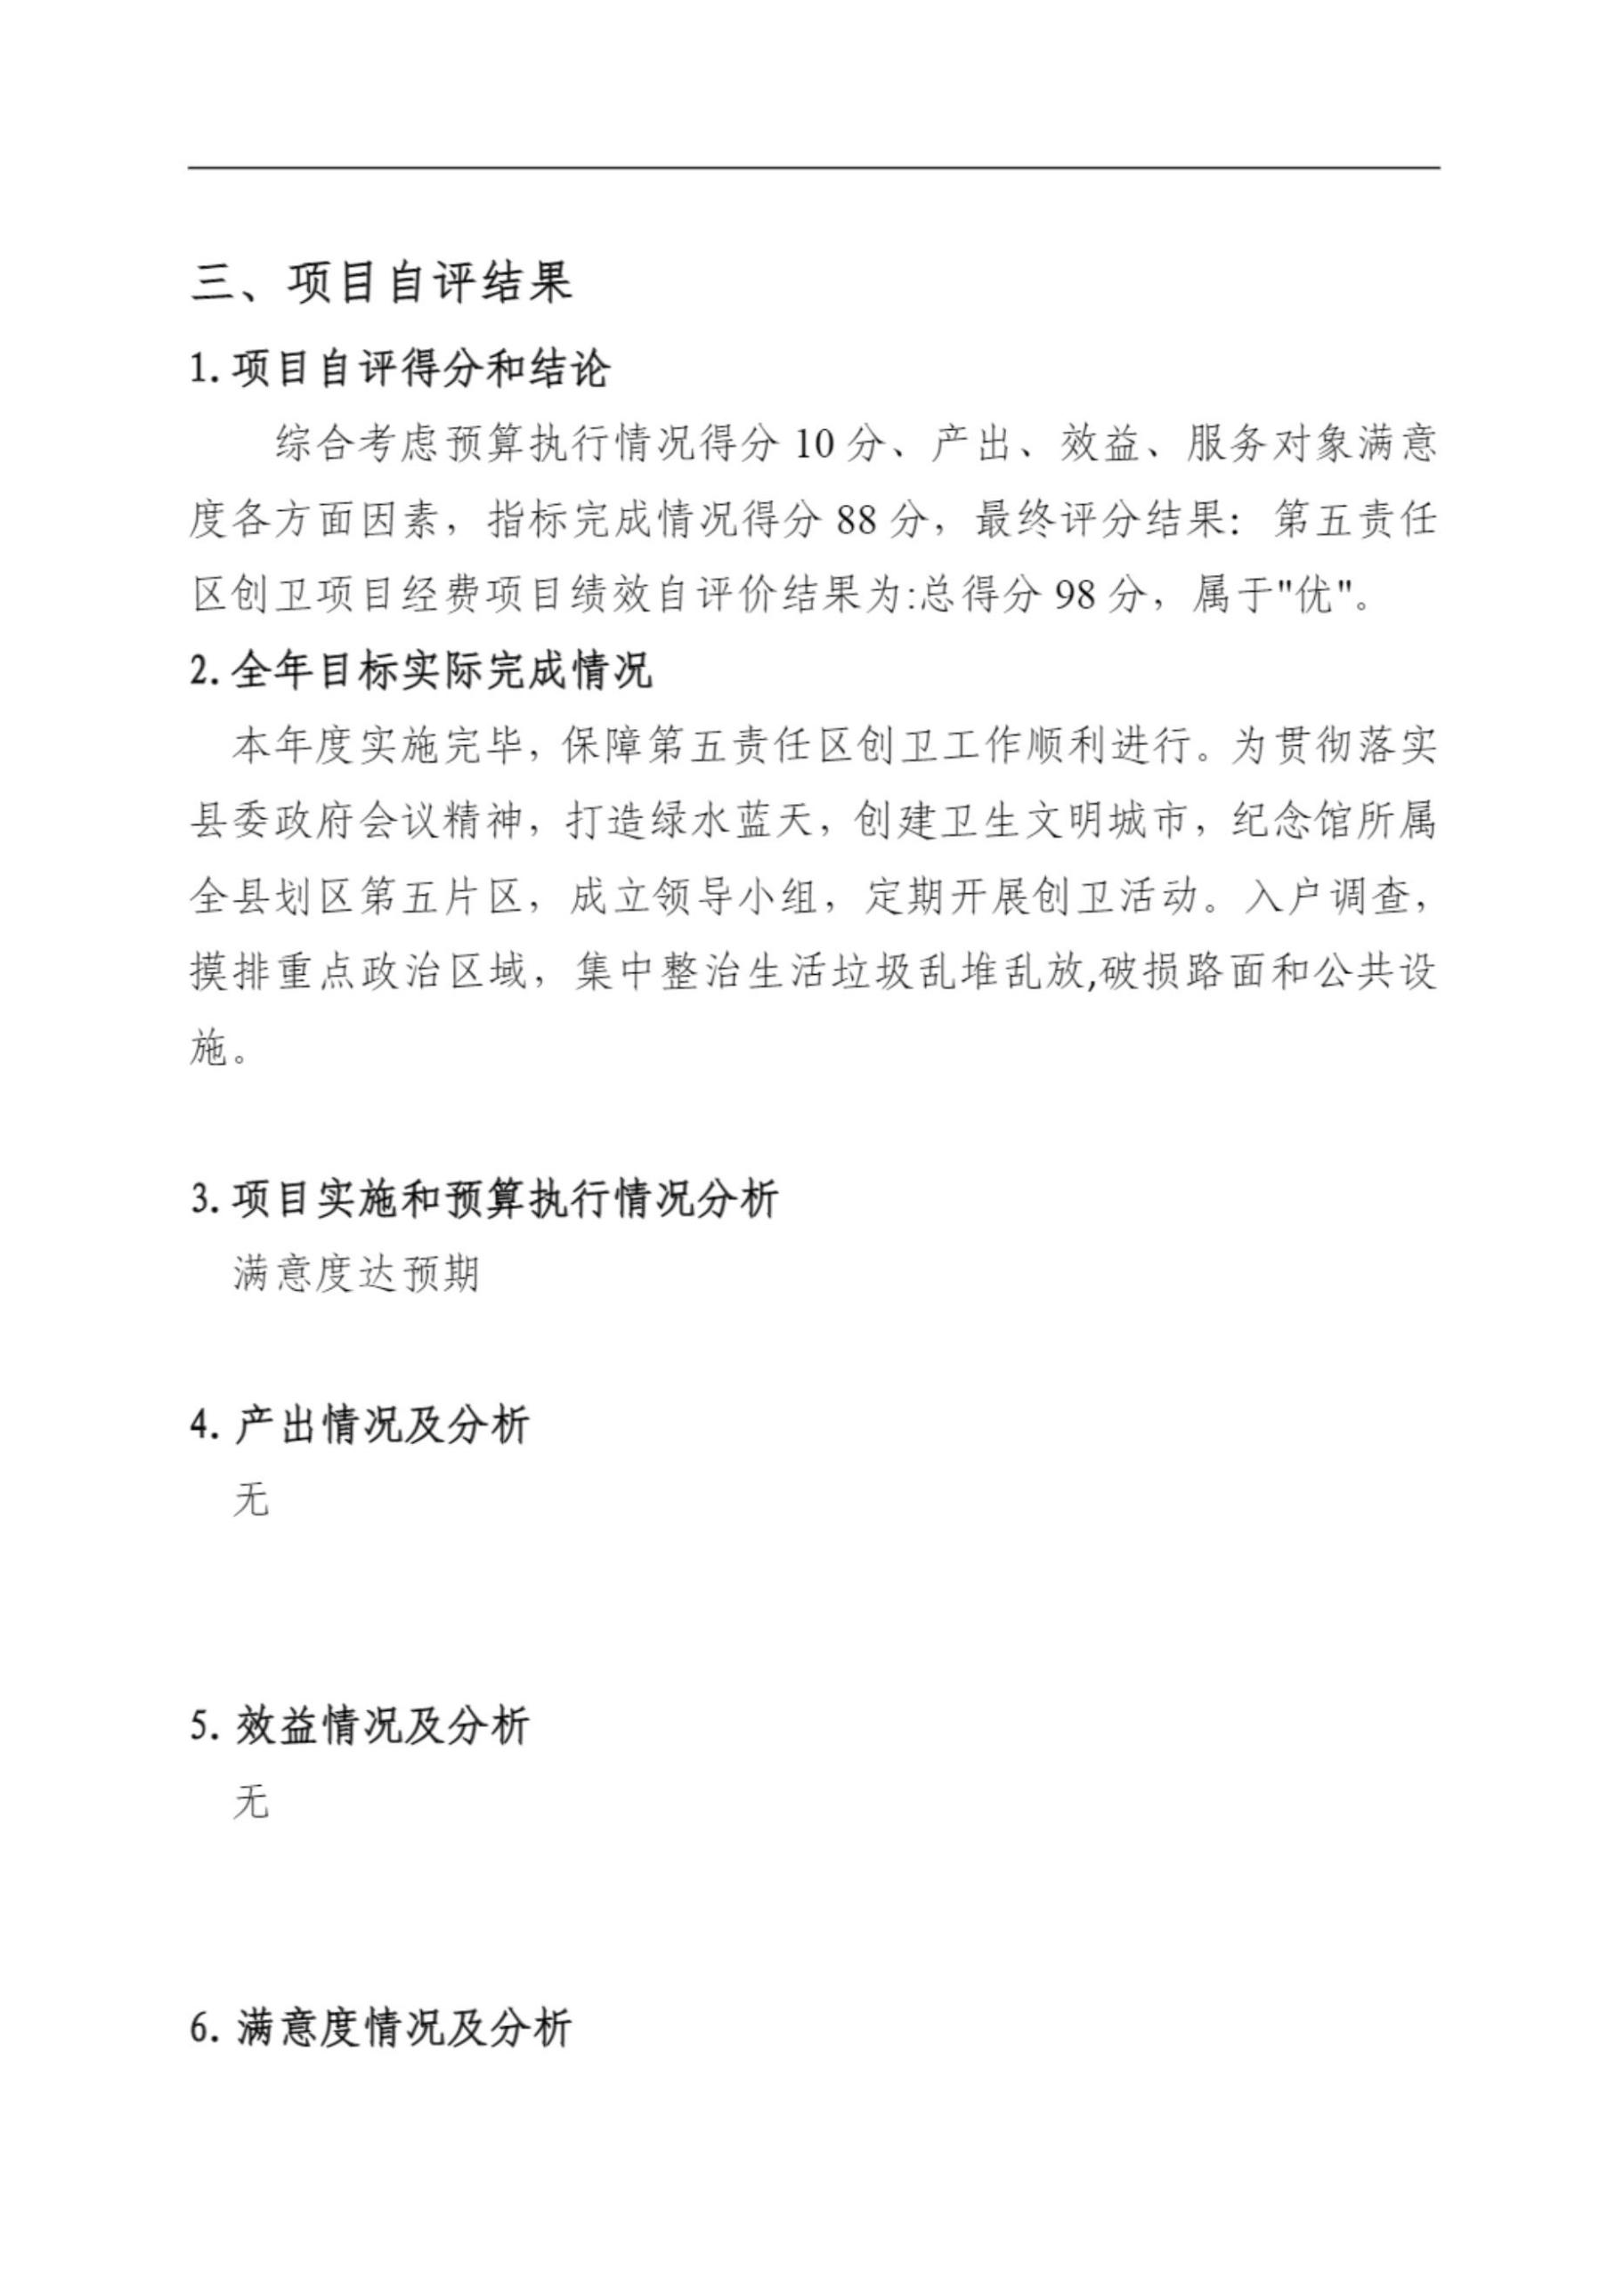 三、项目自评结果
1.项目自评得分和结论
综合考虑预算执行情况得分 10 分、产出、效益、服务对象满意
度各方面因素，指标完成情况得分 88 分，最终评分结果：第五责任
区创卫项目经费项目绩效自评价结果为:总得分 98 分，属于"优"。
2.全年目标实际完成情况
本年度实施完毕，保障第五责任区创卫工作顺利进行。为贯彻落实
县委政府会议精神，打造绿水蓝天，创建卫生文明城市，纪念馆所属
全县划区第五片区，成立领导小组，定期开展创卫活动。入户调查，
摸排重点政治区域，集中整治生活垃圾乱堆乱放,破损路面和公共设
施。
3.项目实施和预算执行情况分析
满意度达预期
4.产出情况及分析
无
5.效益情况及分析
无
6.满意度情况及分析